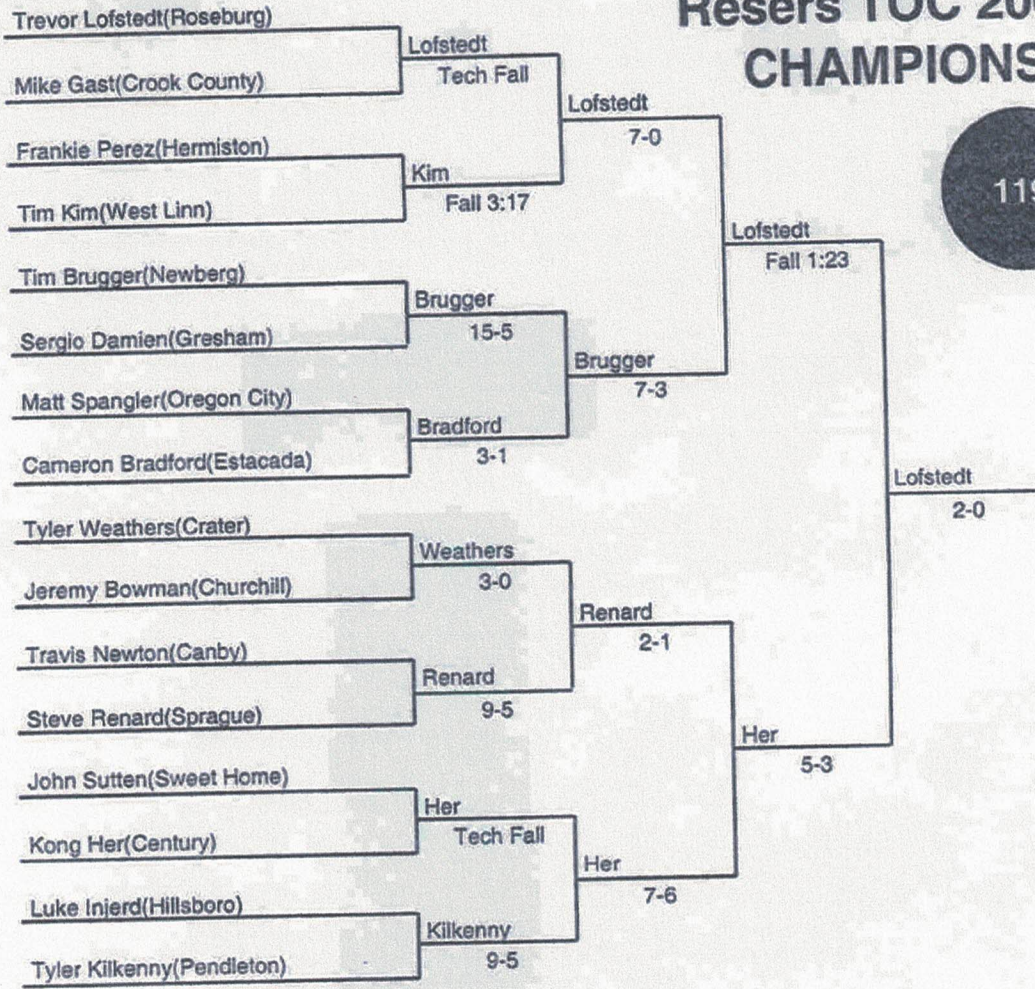 Resers TOC
CHAMPIONS
Trevor Lofstedt(Roseburg)
Lofstedt
Tech Fall
Mike Gast(Crook County)
Lofstedt
7-0
Frankie Perez(Hermiston)
Kim
Fall 3:17
Tim Kim(West Linn)
Lofstedt
Fall 1:23
Tim Brugger(Newberg)
Brugger
15-5
Sergio Damien(Gresham)
Brugger
7-3
Matt Spangler(Oregon City)
Bradford
3-1
Cameron Bradford(Estacada)
Lofstedt
2-0
Tyler Weathers(Crater)
Weathers
3-0
Jeremy Bowman(Churchill)
Renard
2-1
Travis Newton(Canby)
Renard
9-5
Steve Renard(Sprague)
Her
5-3
John Sutten(Sweet Home)
Her
Tech Fall
Kong Her(Century)
Her
7-6
Luke Injerd(Hillsboro)
Kilkenny
9-5
Tyler Kilkenny(Pendleton)